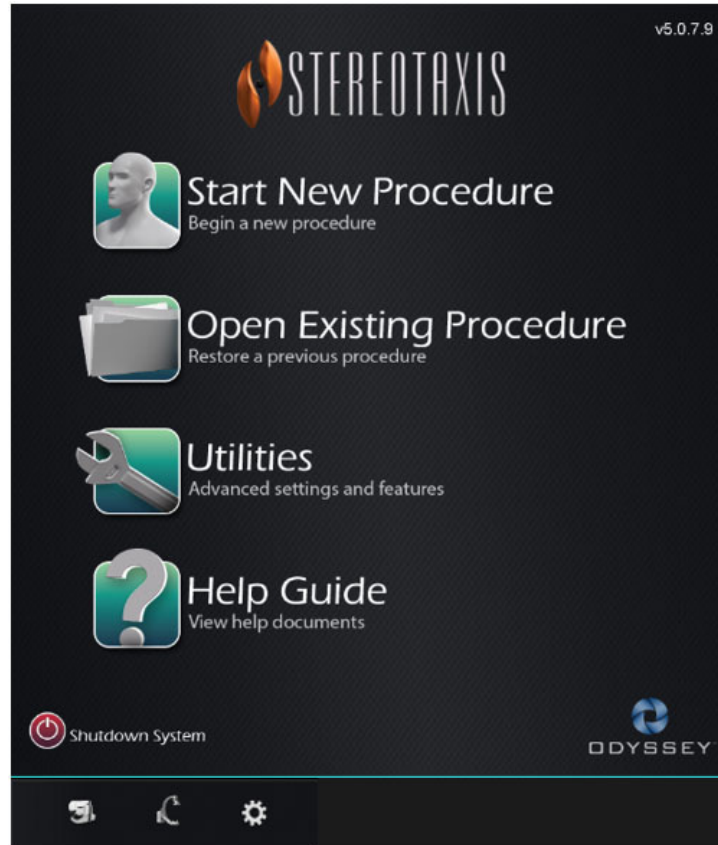 v5.0.7.9
STEREOTAXIS
Start New Procedure
Begin a new procedure
Open Existing Procedure
Restore a previous procedure
Utilities
Advanced settings and features
Help Guide
View help documents
Shutdown System
ODYSSEY